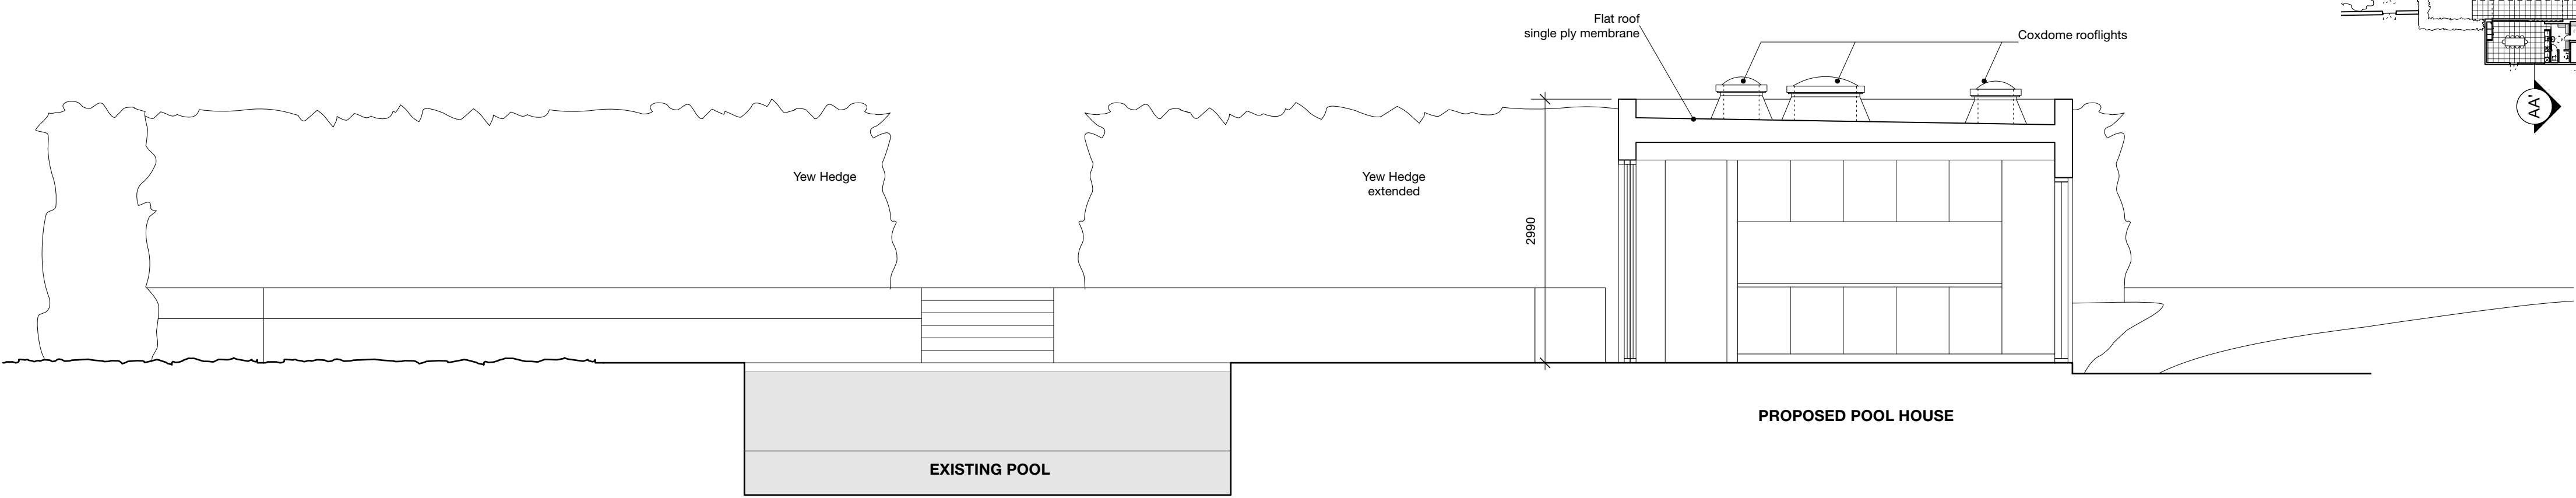 Flat roof
single ply membrane
Coxdome rooflights
AA'
Yew Hedge
Yew Hedge
extended
2990
PROPOSED POOL HOUSE
EXISTING POOL